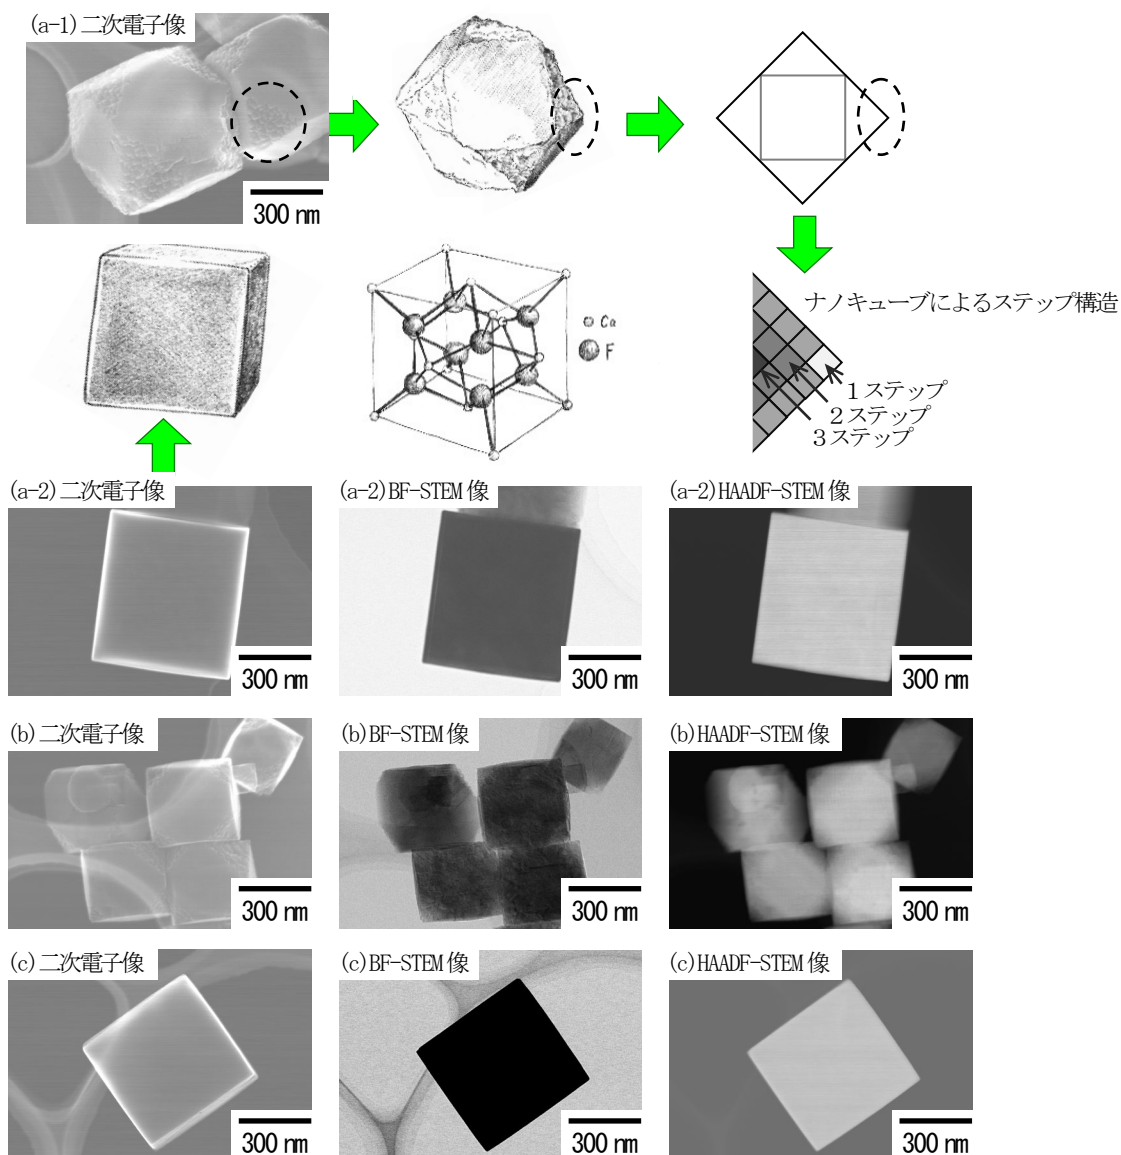 (a-1)二次電子像
300 nm
Ca
F
ナノキューブによるステップ構造
1ステップ
2ステップ
3ステップ
(a-2)二次電子像
(a-2)BF-STEM像
(a-2)HAADF-STEM像
300 nm
300 nm
300 nm
(b)二次電子像
(b)BF-STEM像
(b)HAADF-STEM像
300 nm
300 nm
300 nm
(c)二次電子像
(c)BF-STEM像
(c)HAADF-STEM像
300 nm
300 nm
300 nm